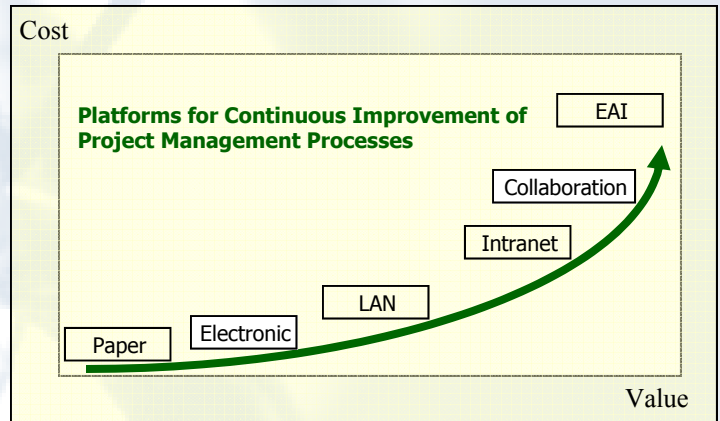 Cost
Platforms for Continuous Improvement of
Project Management Processes
EAI
Collaboration
Intranet
LAN
Electronic
Paper
Value